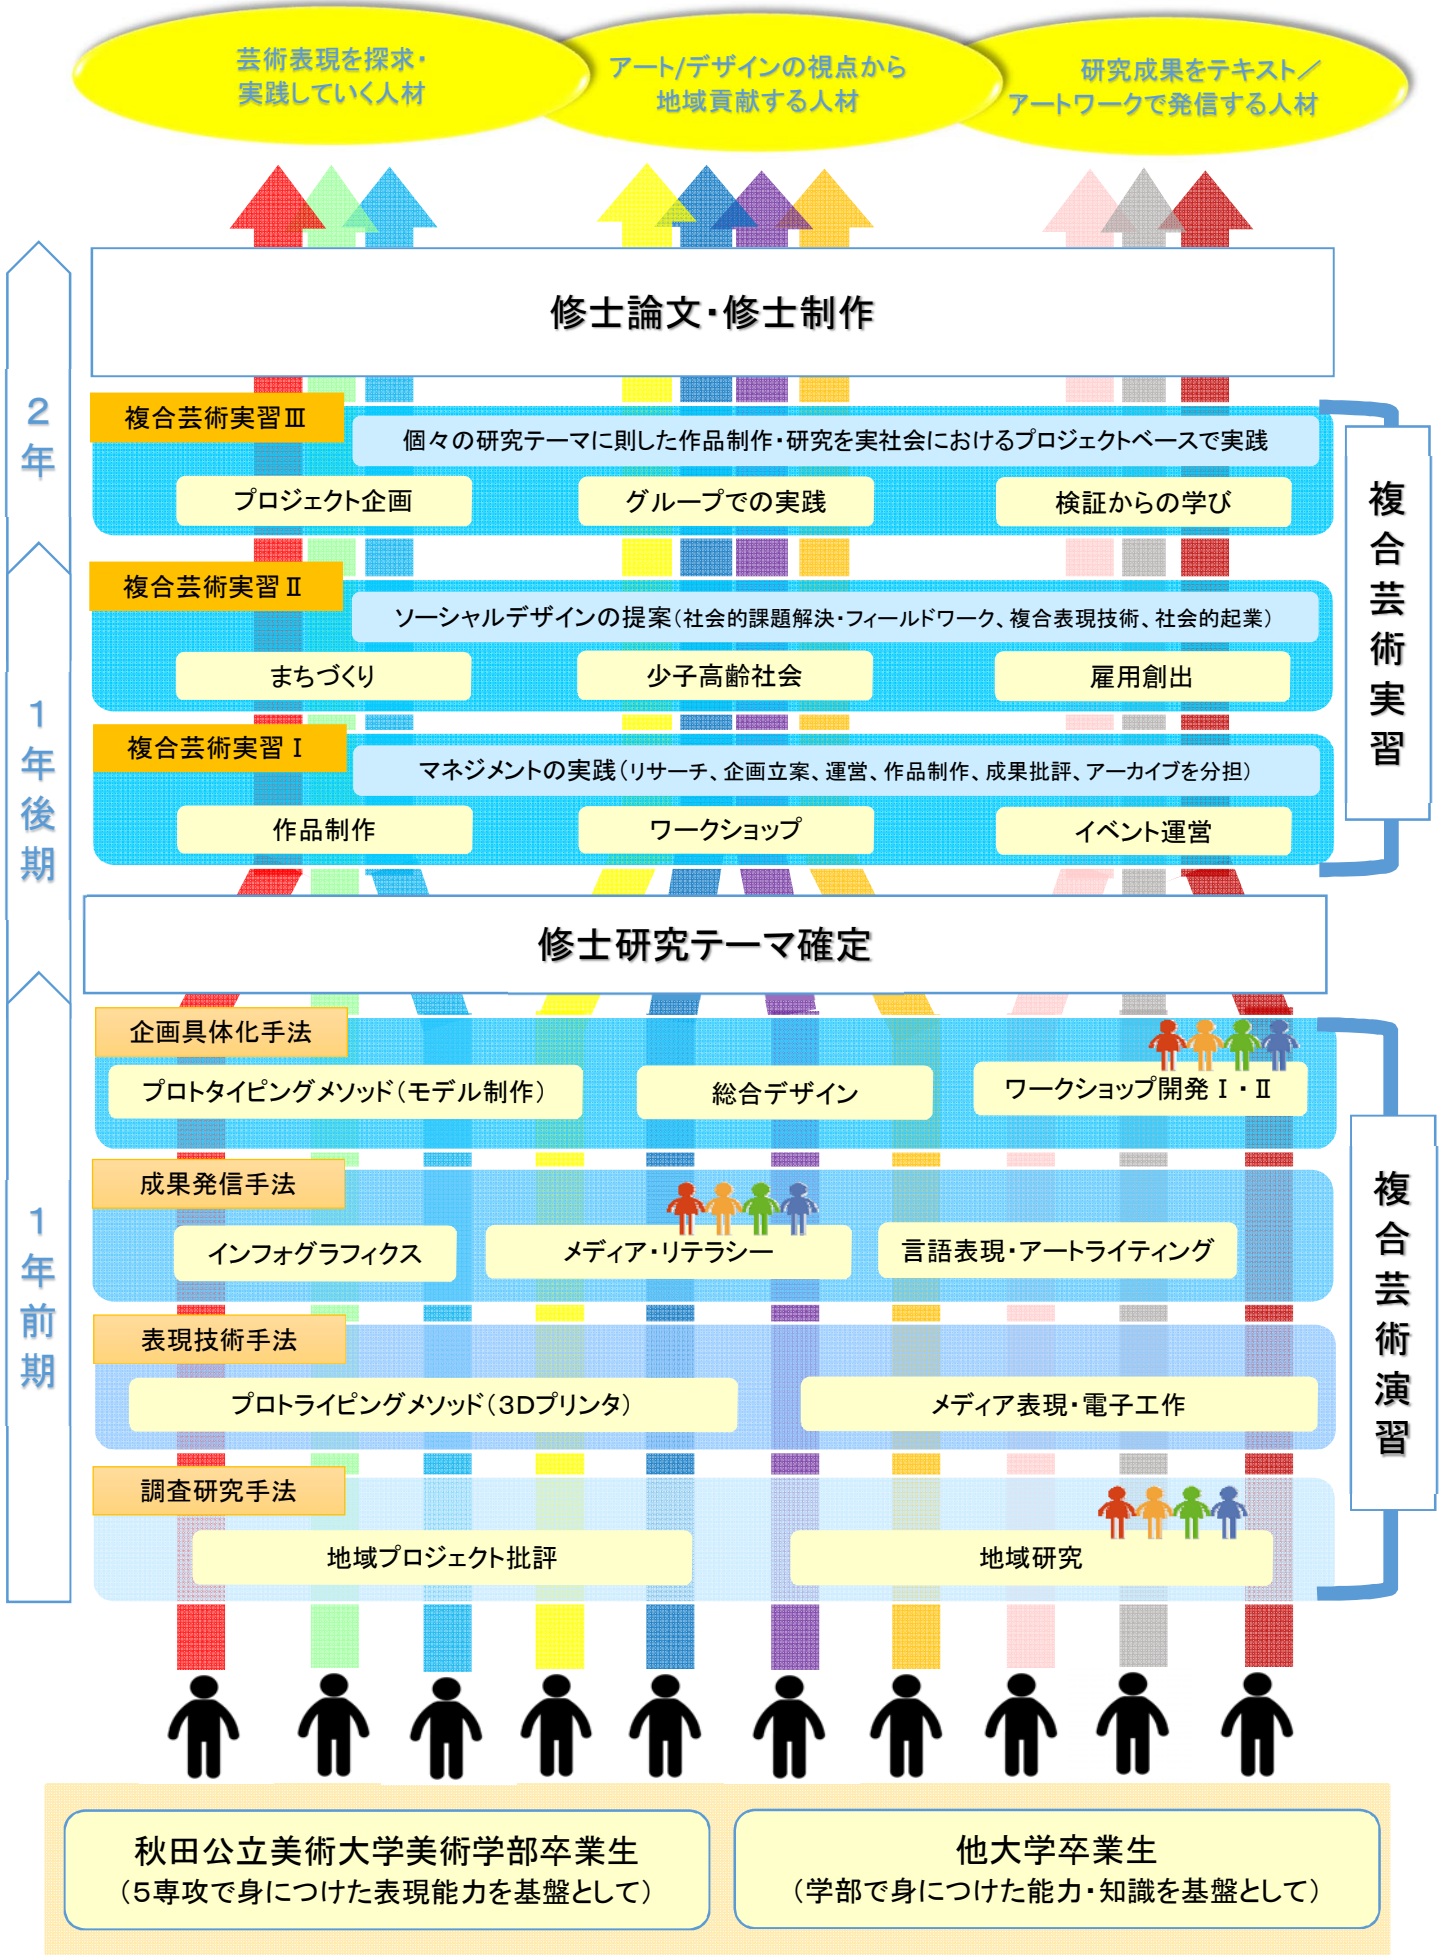 芸術表現を探求・
実践していく人材
アート/デザインの視点から
地域貢献する人材
研究成果をテキスト／
アートワークで発信する人材
修士論文・修士制作
2年
複合芸術実習Ⅲ
個々の研究テーマに則した作品制作・研究を実社会におけるプロジェクトベースで実践
プロジェクト企画
グループでの実践
検証からの学び
複合芸術実習
複合芸術実習Ⅱ
ソーシャルデザインの提案（社会的課題解決・フィールドワーク、複合表現技術、社会的起業）
まちづくり
少子高齢社会
雇用創出
1年後期
複合芸術実習Ⅰ
マネジメントの実践（リサーチ、企画立案、運営、作品制作、成果批評、アーカイブを分担）
作品制作
ワークショップ
イベント運営
修士研究テーマ確定
企画具体化手法
プロトタイピングメソッド（モデル制作）
総合デザイン
ワークショップ開発Ⅰ・Ⅱ
成果発信手法
インフォグラフィクス
メディア・リテラシー
言語表現・アートライティング
1年前期
複合芸術演習
表現技術手法
プロトライピングメソッド（3Dプリンタ）
メディア表現・電子工作
調査研究手法
地域プロジェクト批評
地域研究
秋田公立美術大学美術学部卒業生
（5専攻で身につけた表現能力を基盤として）
他大学卒業生
（学部で身につけた能力・知識を基盤として）